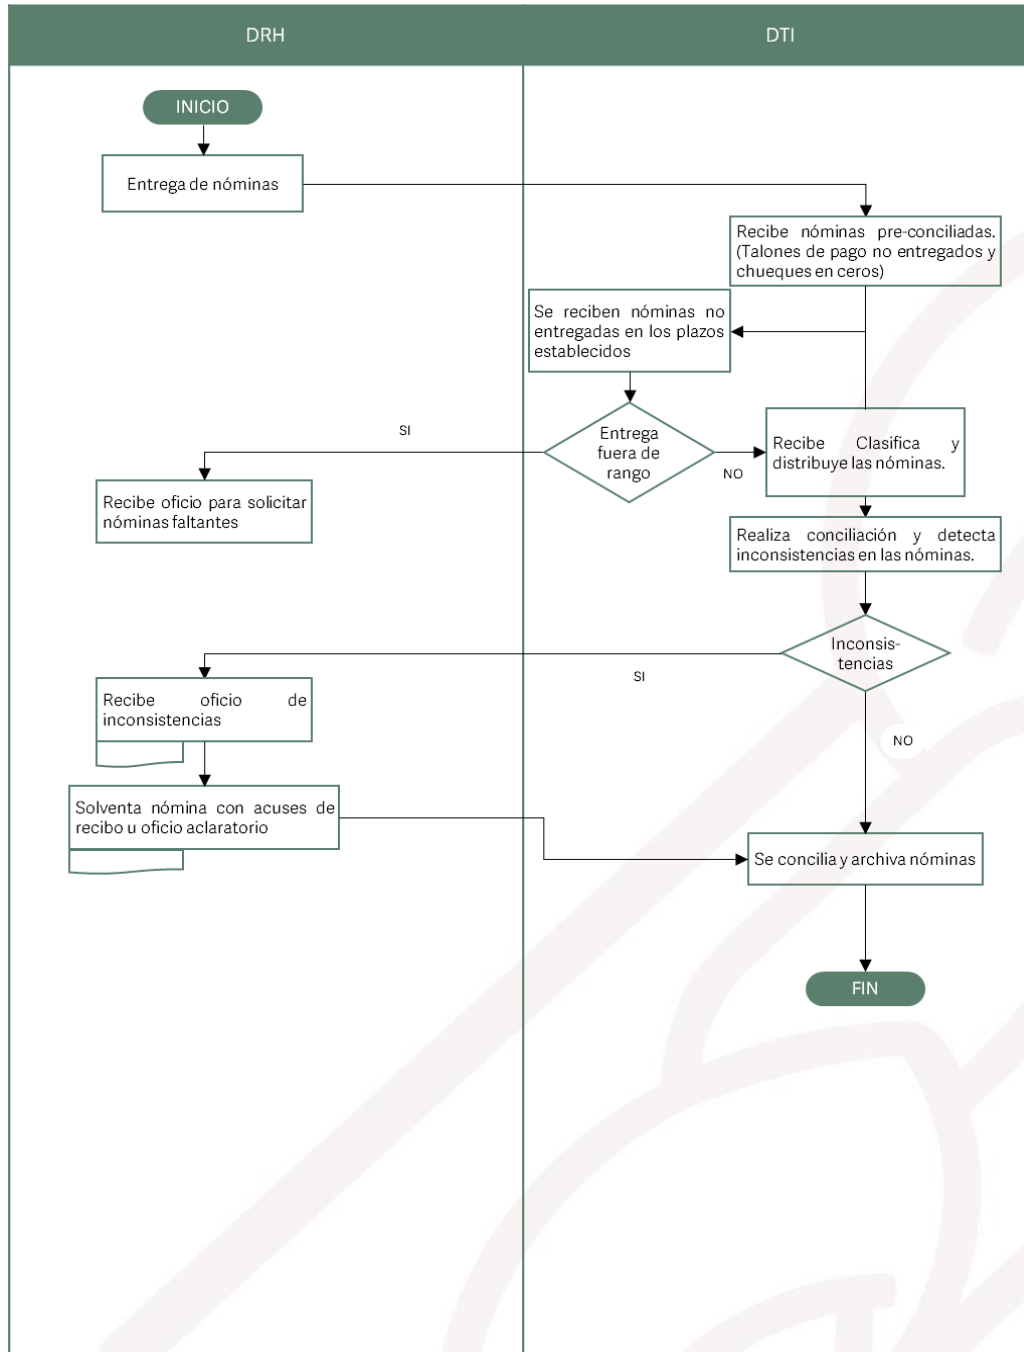 DRH
DTI
INICIO
Entrega de nóminas
Recibe nóminas pre-conciliadas.
(Talones de pago no entregados y
chueques en ceros)
Se reciben nóminas no
entregadas en los plazos
establecidos
SI
Entrega
fuera de
rango
NO
Recibe Clasifica y
distribuye las nóminas.
Recibe oficio para solicitar
nóminas faltantes
Realiza conciliación y detecta
inconsistencias en las nóminas.
Inconsis-
tencias
SI
Recibe oficio de
inconsistencias
NO
Solventa nómina con acuses de
recibo u oficio aclaratorio
Se concilia y archiva nóminas
FIN